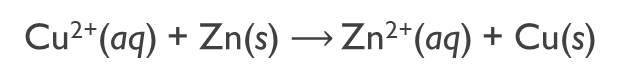 Cu²⁺(aq) + Zn(s) ⟶ Zn²⁺(aq) + Cu(s)